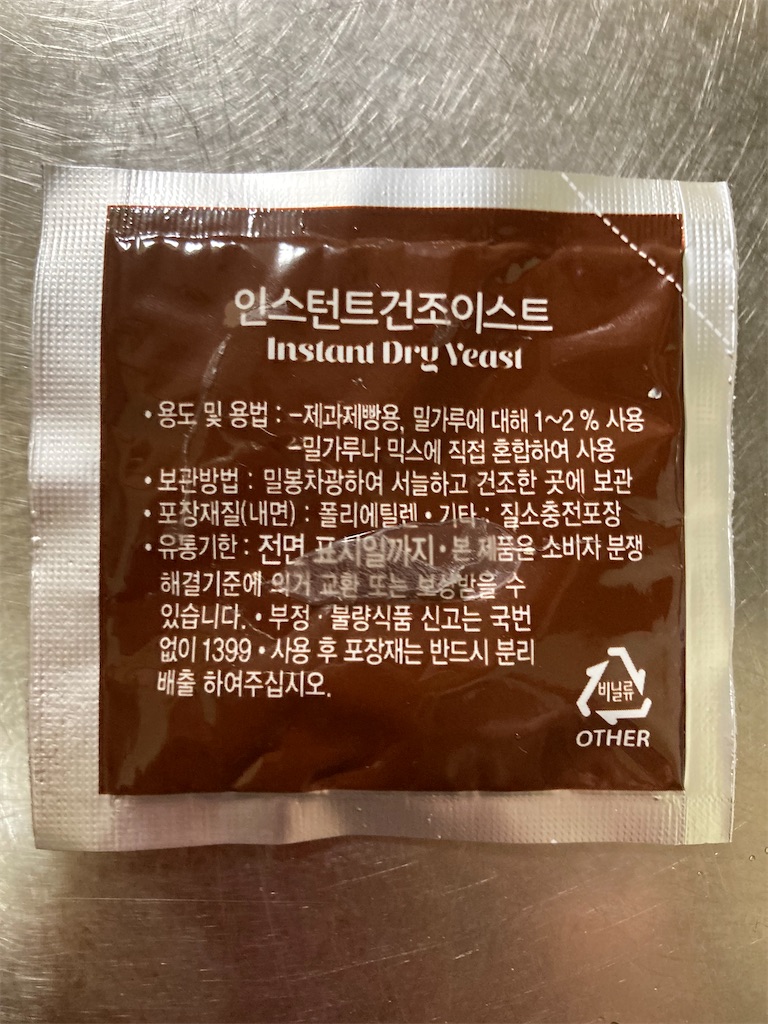 인스턴트건조이스트
Instant Dry Yeast
• 용도 및 용법 : -제과제빵용, 밀가루에 대해 1~2 % 사용
-밀가루나 믹스에 직접 혼합하여 사용
• 보관방법 : 밀봉차광하여 서늘하고 건조한 곳에 보관
• 포장재질(내면) : 폴리에틸렌 • 기타 : 질소충전포장
• 유통기한 : 전면 표시일까지 • 본 제품은 소비쟈 분쟁
해결기준에 의거 교환 또는 보상받을 수
있습니다. • 부정 · 불량식품 신고는 국번
없이 1399 • 사용 후 포장재는 반드시 분리
배출 하여주십시오.
비닐류
OTHER